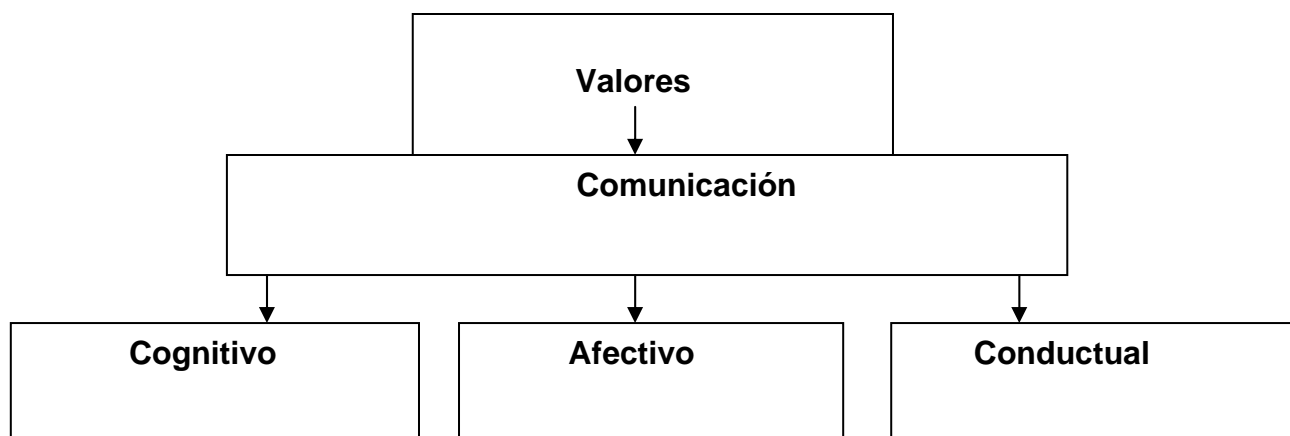 Valores
Comunicación
Cognitivo
Afectivo
Conductual